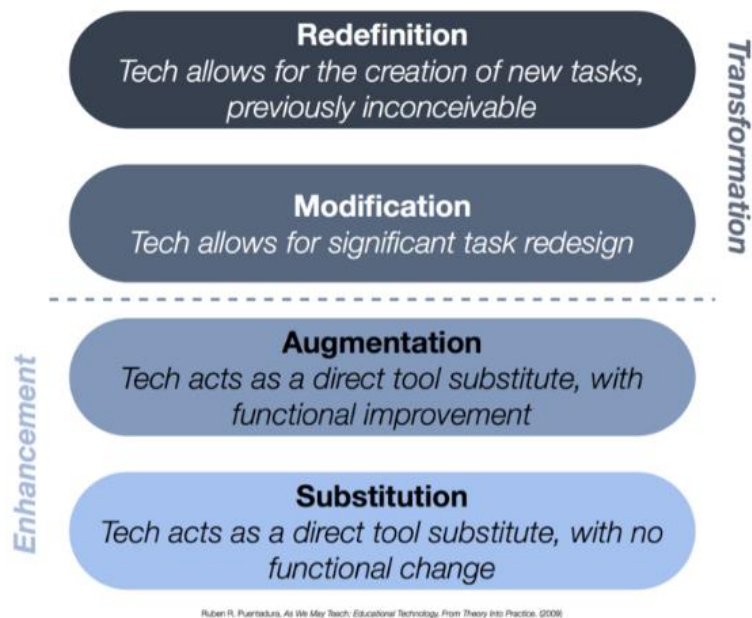 Redefinition
Tech allows for the creation of new tasks,
previously inconceivable
Transformation
Modification
Tech allows for significant task redesign
Augmentation
Tech acts as a direct tool substitute, with
functional improvement
Enhancement
Substitution
Tech acts as a direct tool substitute, with no
functional change
Ruben R. Puentedura, As We May Teach: Educational Technology, From Theory Into Practice. (2009)